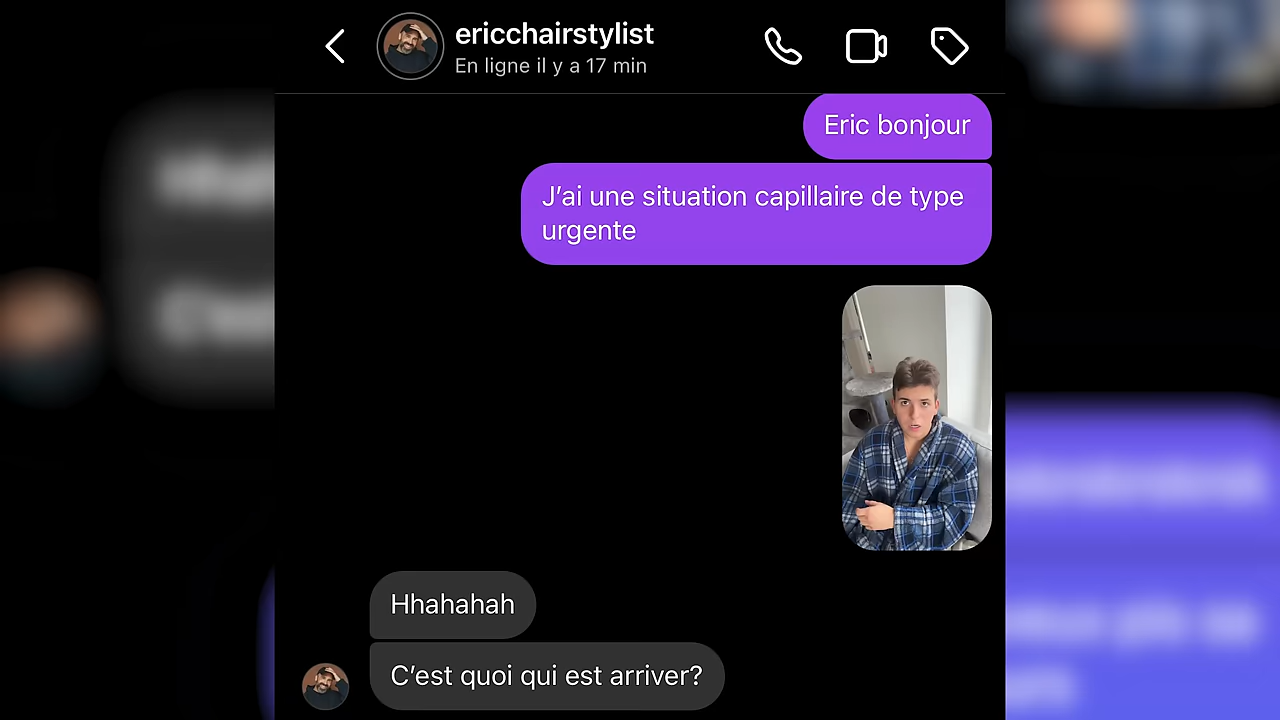 ericchairstylist
En ligne il y a 17 min
Eric bonjour
J’ai une situation capillaire de type
urgente
Hhahahah
C’est quoi qui est arriver?